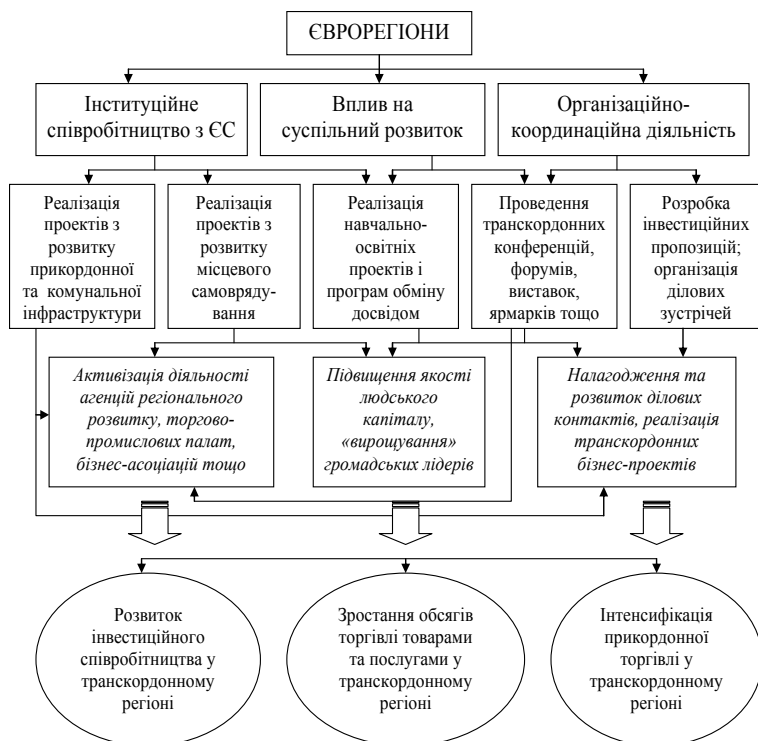 ЄВРОРЕГІОНИ
Інституційне
співробітництво з ЄС
Вплив на
суспільний розвиток
Організаційно-
координаційна діяльність
Реалізація
проектів з
розвитку
прикордонної
та комунальної
інфраструктури
Реалізація
проектів з
розвитку
місцевого
самовряду-
вання
Реалізація
навчально-
освітніх
проектів і
програм обміну
досвідом
Проведення
транскордонних
конференцій,
форумів,
виставок,
ярмарків тощо
Розробка
інвестиційних
пропозицій;
організація
ділових
зустрічей
Активізація діяльності
агенцій регіонального
розвитку, торгово-
промислових палат,
бізнес-асоціацій тощо
Підвищення якості
людського
капіталу,
«вирощування»
громадських лідерів
Налагодження та
розвиток ділових
контактів, реалізація
транскордонних
бізнес-проектів
Розвиток
інвестиційного
співробітництва у
транскордонному
регіоні
Зростання обсягів
торгівлі товарами
та послугами у
транскордонному
регіоні
Інтенсифікація
прикордонної
торгівлі у
транскордонному
регіоні